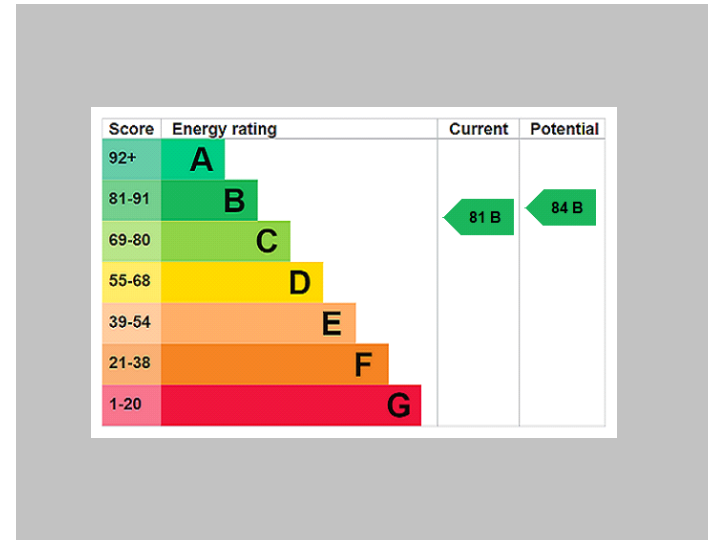 Score Energy rating Current Potential
92+ A
81-91 B 81 B 84 B
69-80 C
55-68 D
39-54 E
21-38 F
1-20 G